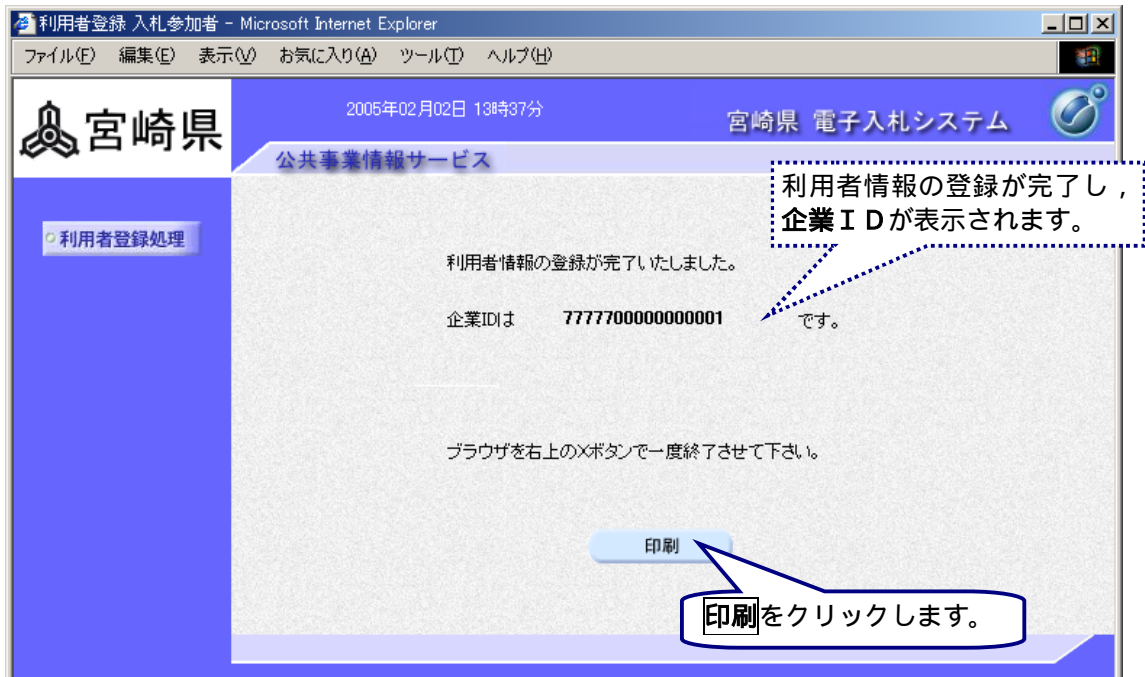 利用者登録 入札参加者 - Microsoft Internet Explorer
ファイル(F) 編集(E) 表示(V) お気に入り(A) ツール(T) ヘルプ(H)
宮崎県
2005年02月02日 13時37分
宮崎県 電子入札システム
公共事業情報サービス
利用者情報の登録が完了し，
企業ＩＤが表示されます。
利用者登録処理
利用者情報の登録が完了いたしました。
企業IDは 7777700000000001 です。
ブラウザを右上の×ボタンで一度終了させて下さい。
印刷
印刷をクリックします。